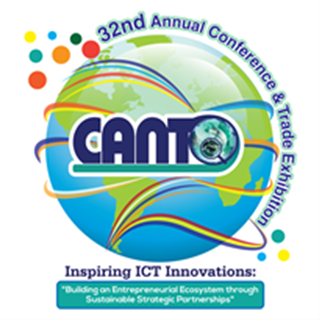 32nd Annual Conference & Trade Exhibition
CANTO
Inspiring ICT Innovations:
"Building an Entrepreneurial Ecosystem through
Sustainable Strategic Partnerships"